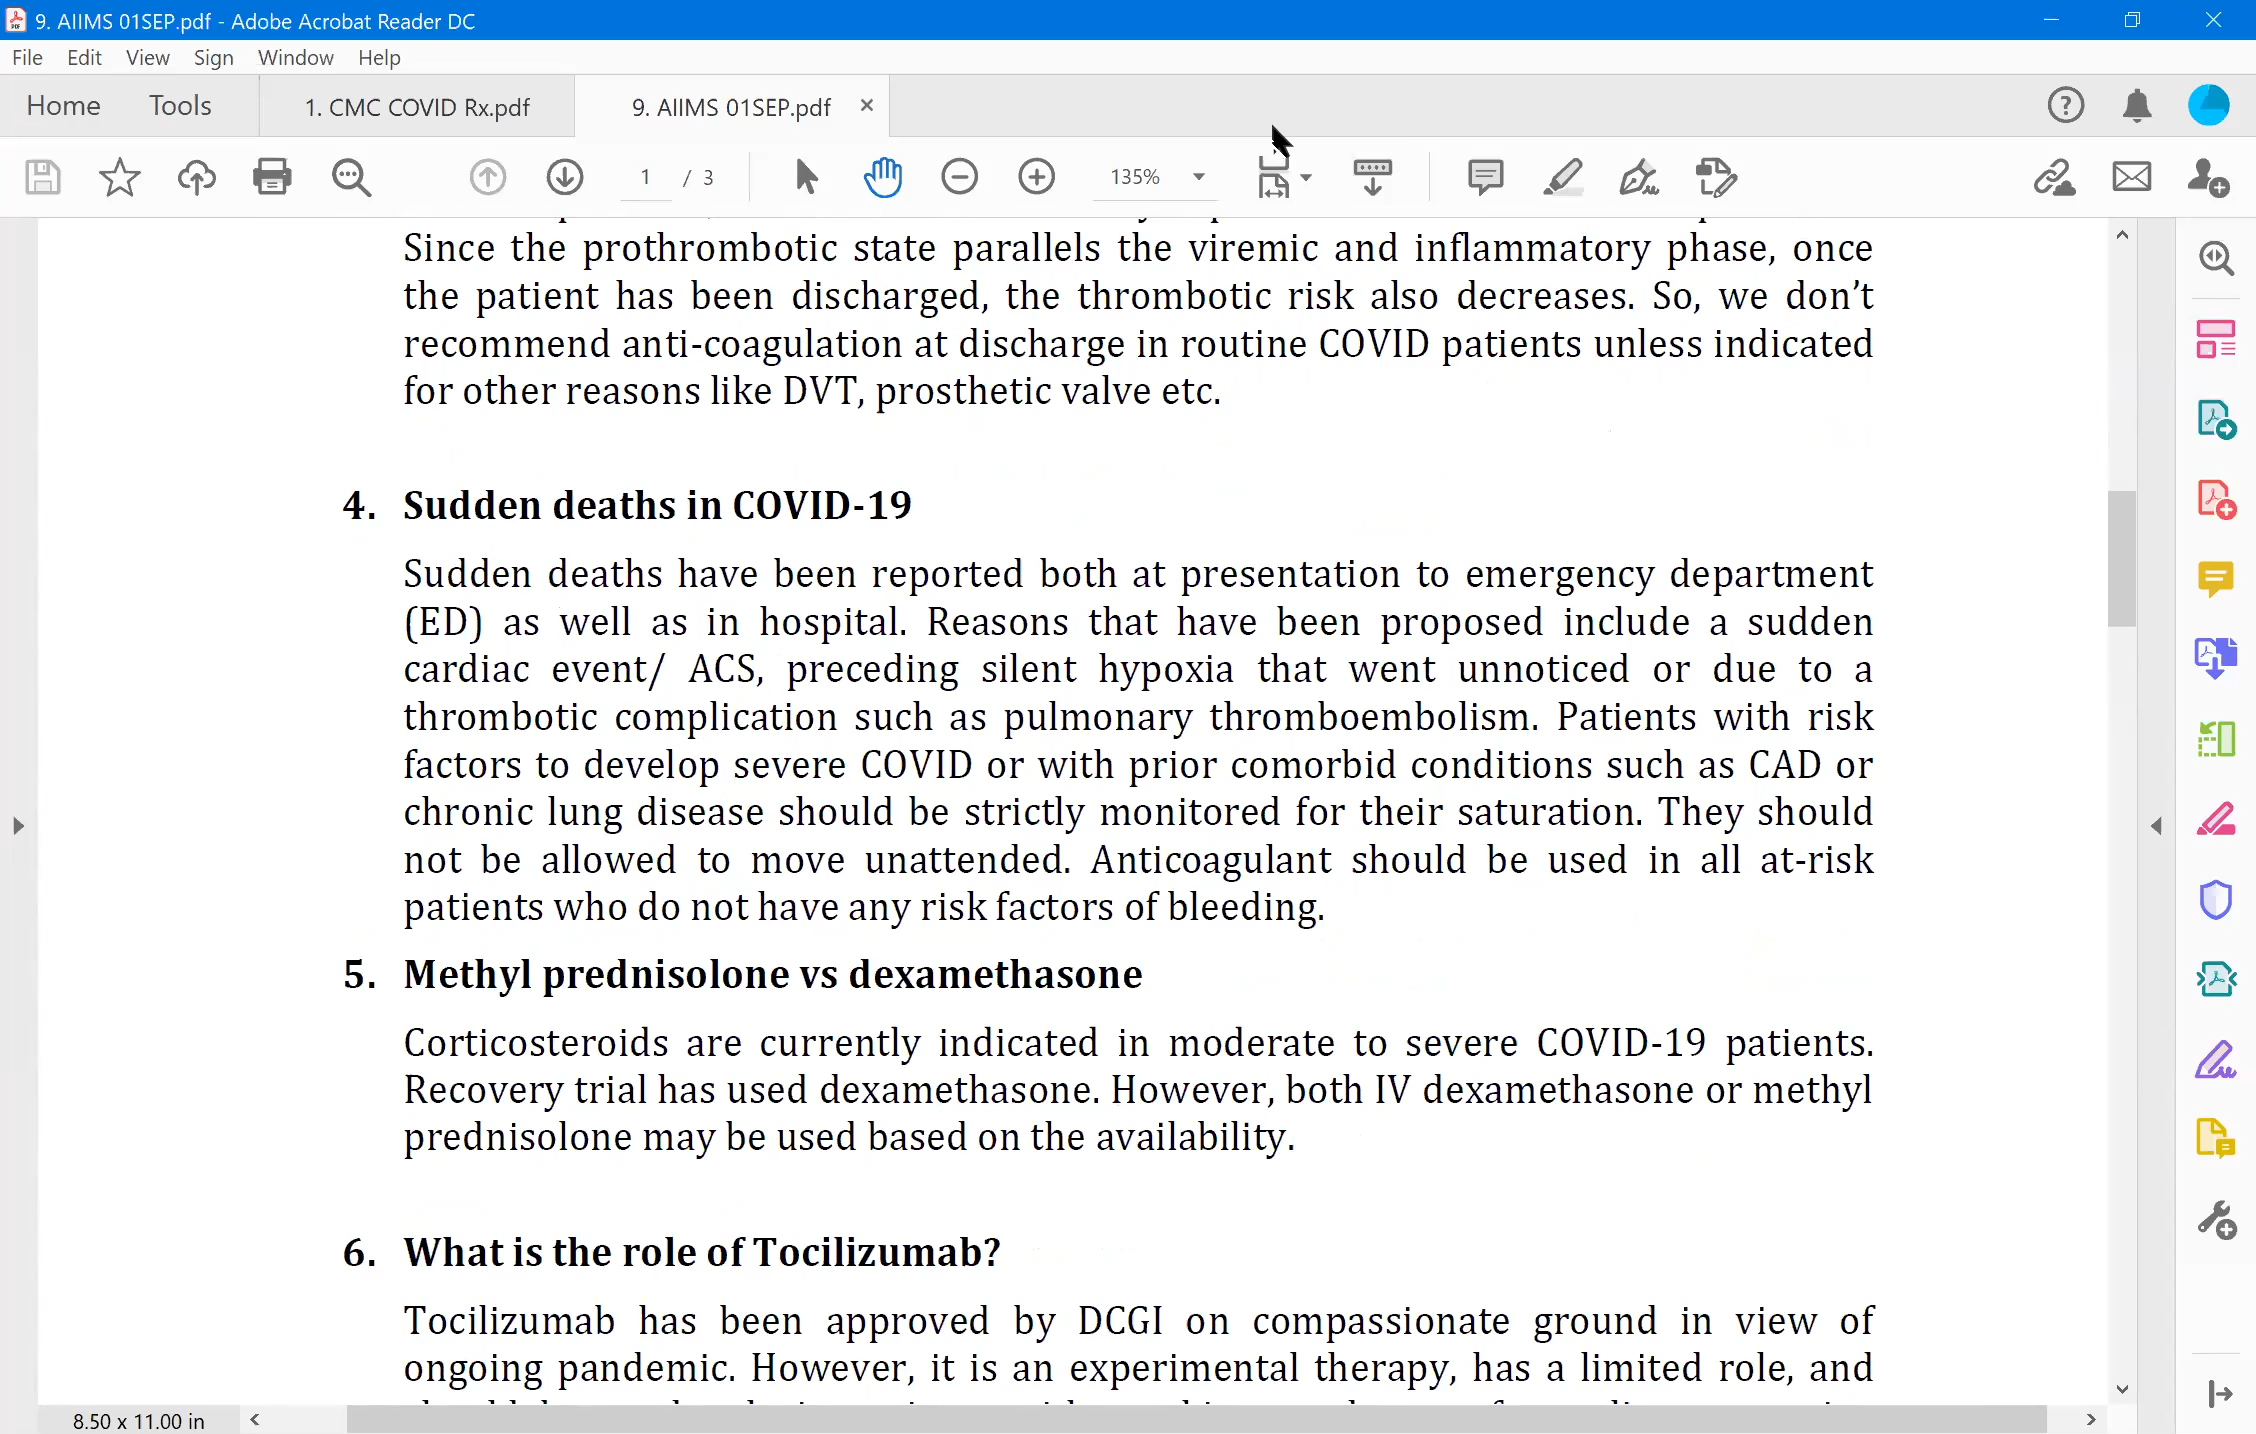 9. AIIMS 01SEP.pdf - Adobe Acrobat Reader DC
File Edit View Sign Window Help
Home Tools 1. CMC COVID Rx.pdf 9. AIIMS 01SEP.pdf ×
1 / 3 135%
Since the prothrombotic state parallels the viremic and inflammatory phase, once
the patient has been discharged, the thrombotic risk also decreases. So, we don’t
recommend anti-coagulation at discharge in routine COVID patients unless indicated
for other reasons like DVT, prosthetic valve etc.
4. Sudden deaths in COVID-19
Sudden deaths have been reported both at presentation to emergency department
(ED) as well as in hospital. Reasons that have been proposed include a sudden
cardiac event/ ACS, preceding silent hypoxia that went unnoticed or due to a
thrombotic complication such as pulmonary thromboembolism. Patients with risk
factors to develop severe COVID or with prior comorbid conditions such as CAD or
chronic lung disease should be strictly monitored for their saturation. They should
not be allowed to move unattended. Anticoagulant should be used in all at-risk
patients who do not have any risk factors of bleeding.
5. Methyl prednisolone vs dexamethasone
Corticosteroids are currently indicated in moderate to severe COVID-19 patients.
Recovery trial has used dexamethasone. However, both IV dexamethasone or methyl
prednisolone may be used based on the availability.
6. What is the role of Tocilizumab?
Tocilizumab has been approved by DCGI on compassionate ground in view of
ongoing pandemic. However, it is an experimental therapy, has a limited role, and
8.50 x 11.00 in